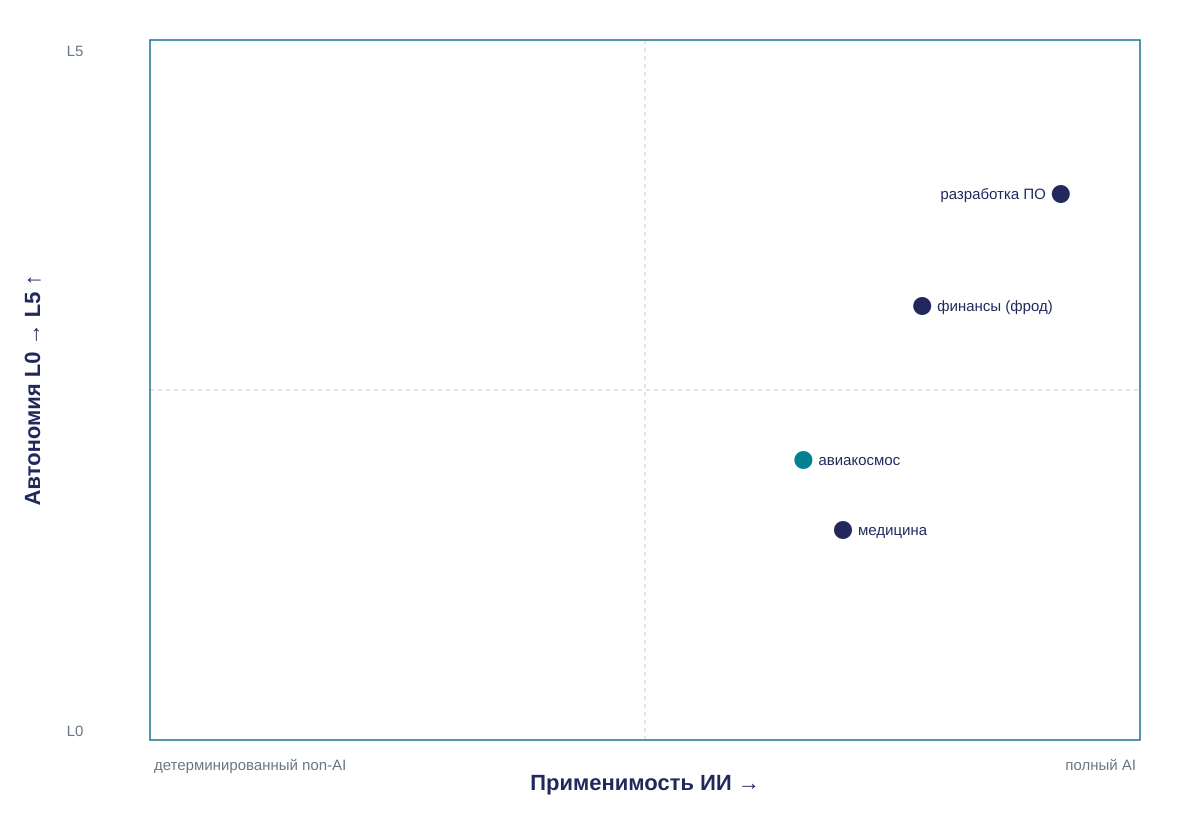 L5
разработка ПО
финансы (фрод)
Автономия L0 → L5 ↑
авиакосмос
медицина
L0
детерминированный non-AI
полный AI
Применимость ИИ →